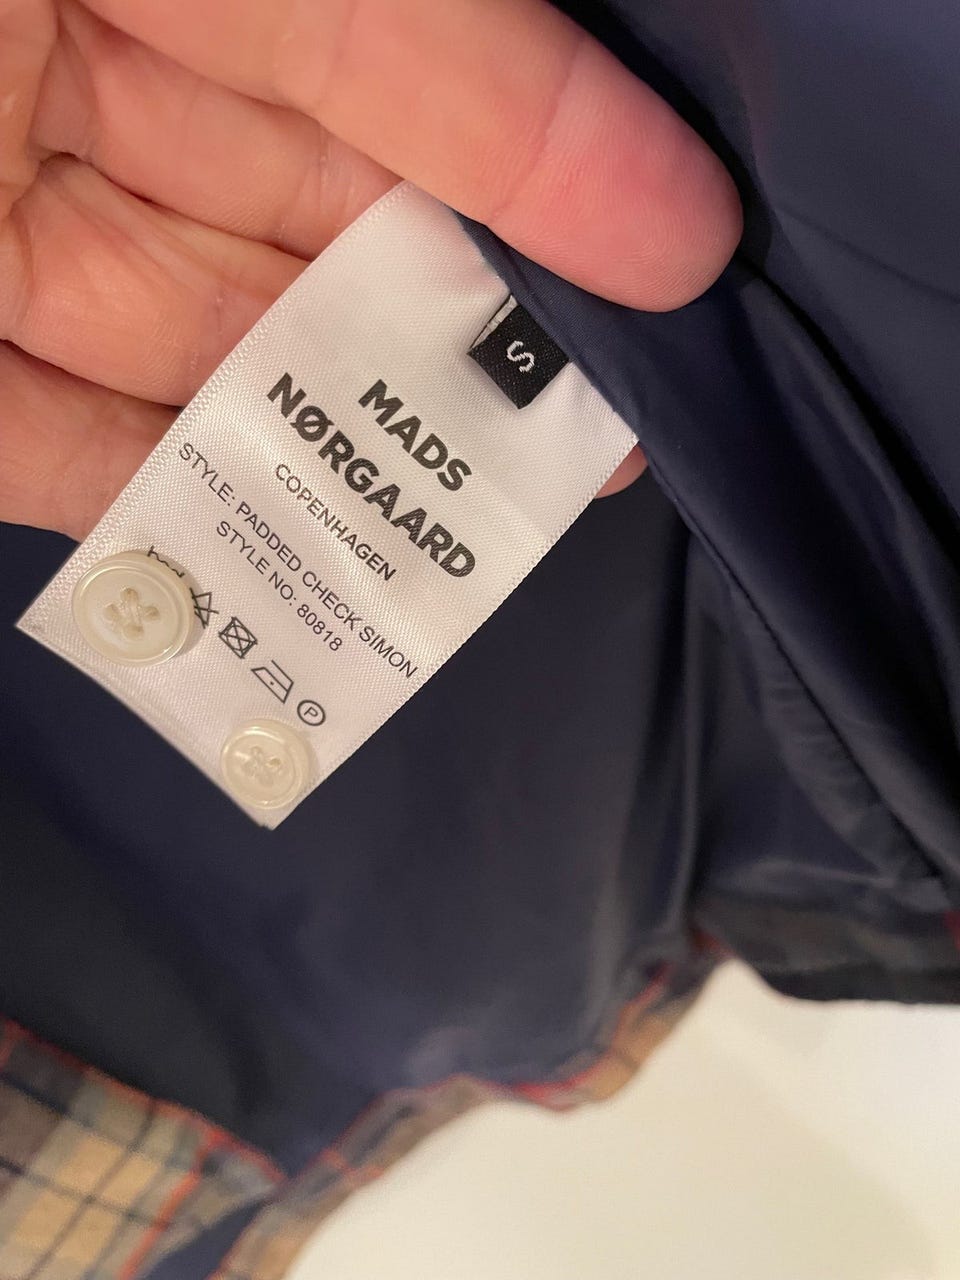 S
MADS
NØRGAARD
COPENHAGEN
STYLE: PADDED CHECK SIMON
STYLE NO: 80818
P